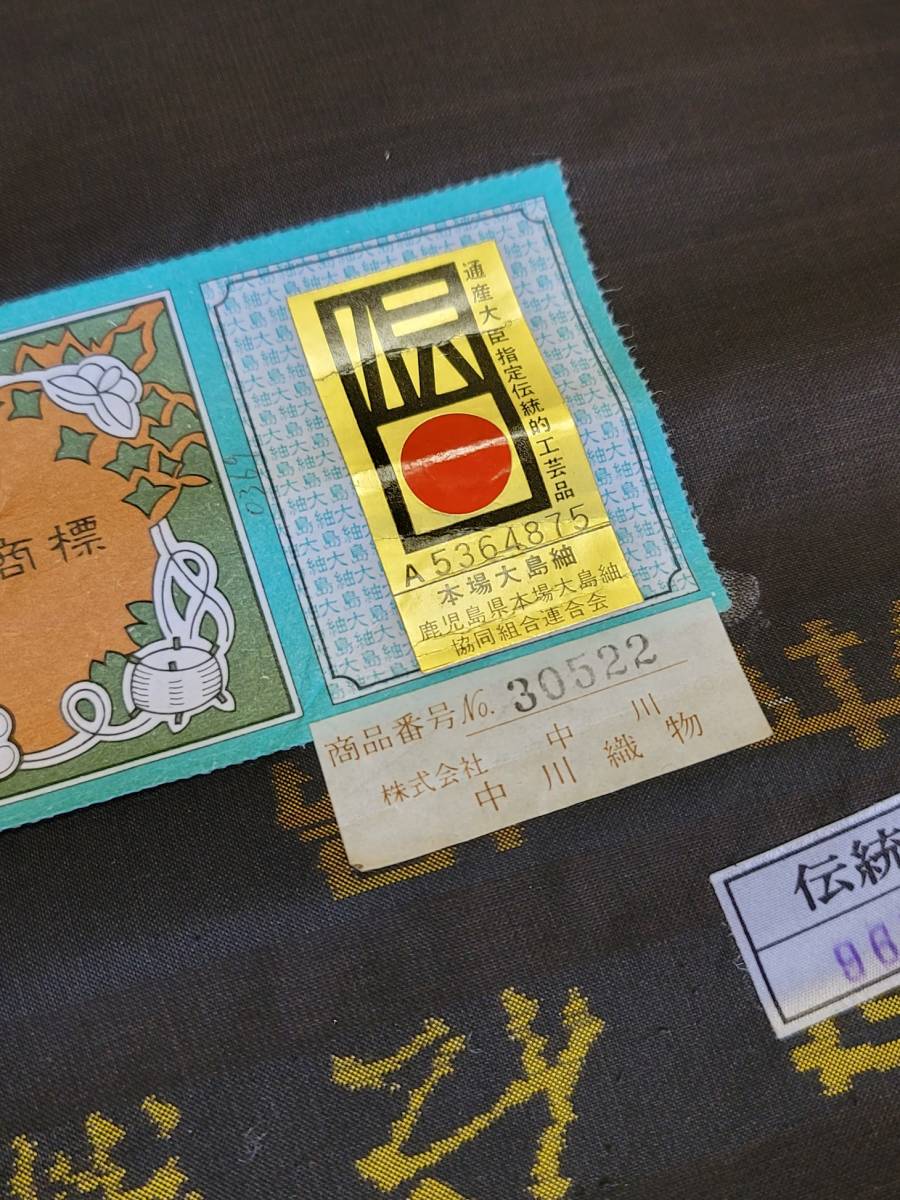 商標
0369
伝
通産大臣指定伝統的工芸品
A5364875
本場大島紬
鹿児島県本場大島紬
協同組合連合会
商品番号No. 30522
株式会社 中川
中川織物
伝統